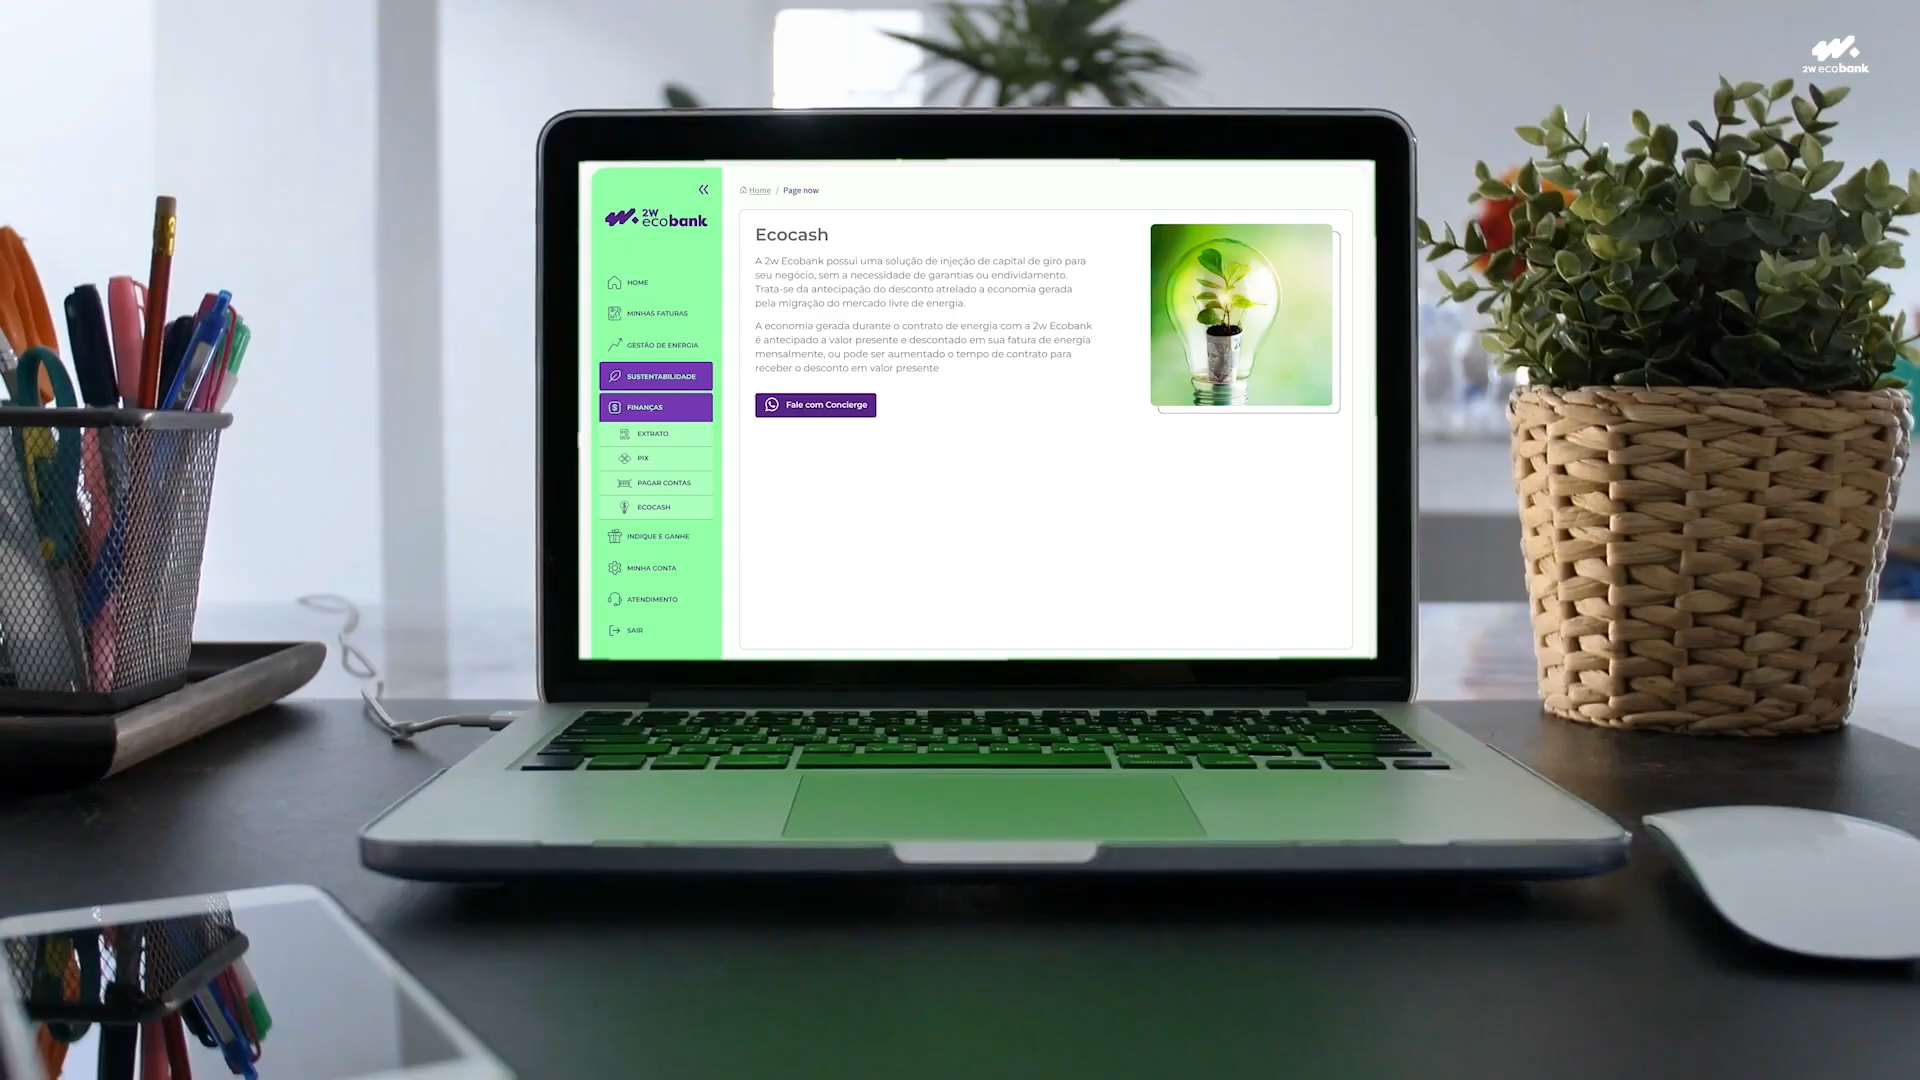 2w ecobank
2W
ecobank
HOME
MINHAS FATURAS
GESTÃO DE ENERGIA
SUSTENTABILIDADE
FINANÇAS
EXTRATO
PIX
PAGAR CONTAS
ECOCASH
INDIQUE E GANHE
MINHA CONTA
ATENDIMENTO
SAIR
Home / Page now
Ecocash
A 2w Ecobank possui uma solução de injeção de capital de giro para
seu negócio, sem a necessidade de garantias ou endividamento.
Trata-se da antecipação do desconto atrelado a economia gerada
pela migração do mercado livre de energia.
A economia gerada durante o contrato de energia com a 2w Ecobank
é antecipado a valor presente e descontado em sua fatura de energia
mensalmente, ou pode ser aumentado o tempo de contrato para
receber o desconto em valor presente
Fale com Concierge